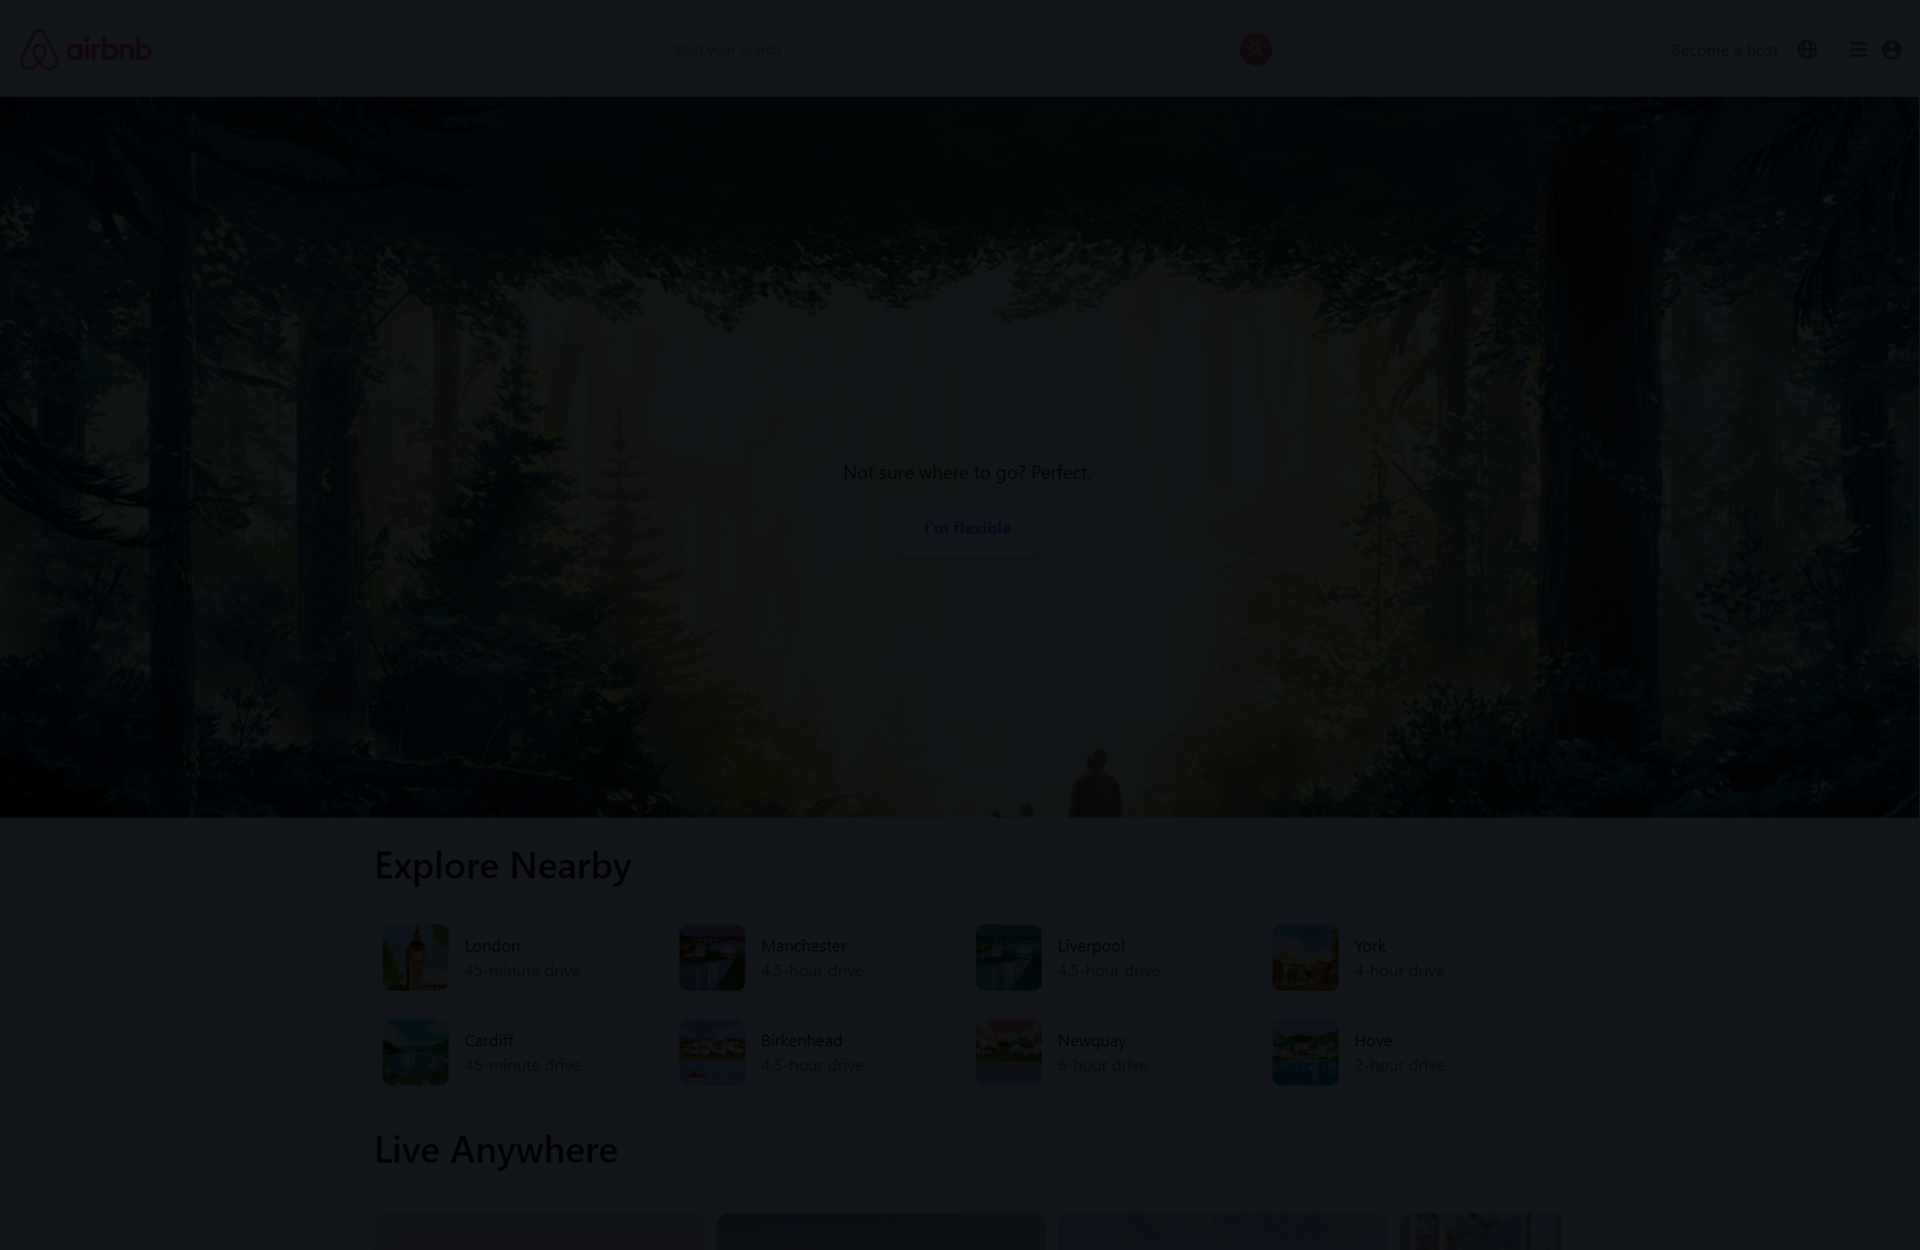 airbnb
Start your search
Become a host
Not sure where to go? Perfect.
I'm flexible
Explore Nearby
London
45-minute drive
Manchester
4.5-hour drive
Liverpool
4.5-hour drive
York
4-hour drive
Cardiff
45-minute drive
Birkenhead
4.5-hour drive
Newquay
6-hour drive
Hove
2-hour drive
Live Anywhere